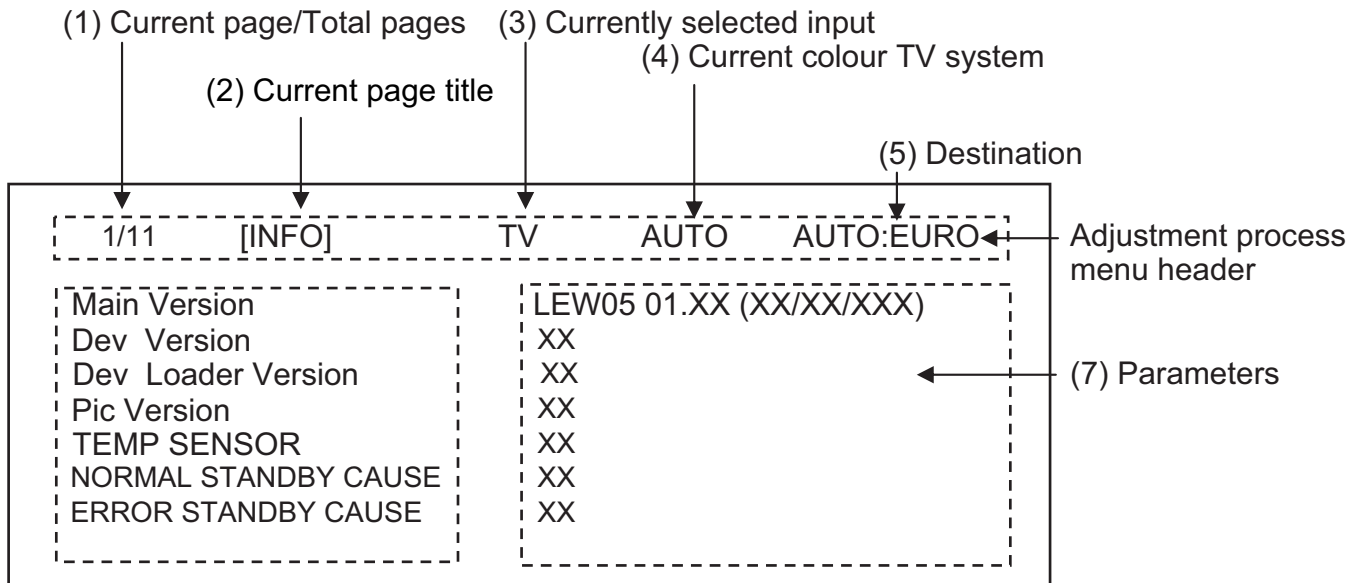 (1) Current page/Total pages
(3) Currently selected input
(4) Current colour TV system
(2) Current page title
(5) Destination
1/11 [INFO] TV AUTO AUTO:EURO
Adjustment process
menu header
Main Version LEW05 01.XX (XX/XX/XXX)
Dev Version XX
Dev Loader Version XX
(7) Parameters
Pic Version XX
TEMP SENSOR XX
NORMAL STANDBY CAUSE XX
ERROR STANDBY CAUSE XX